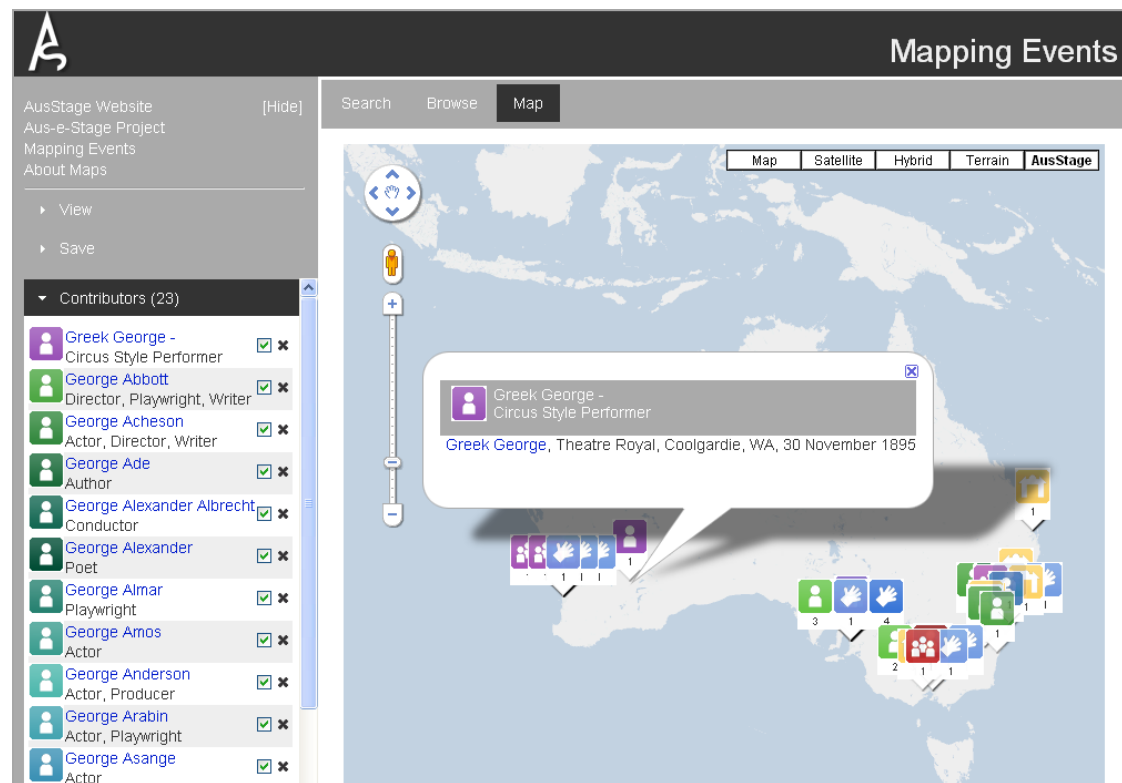 Mapping Events
AusStage Website [Hide]
Aus-e-Stage Project
Mapping Events
About Maps
View
Save
Contributors (23)
Greek George -
Circus Style Performer
George Abbott
Director, Playwright, Writer
George Acheson
Actor, Director, Writer
George Ade
Author
George Alexander Albrecht
Conductor
George Alexander
Poet
George Almar
Playwright
George Amos
Actor
George Anderson
Actor, Producer
George Arabin
Actor, Playwright
George Asange
Actor
Search Browse Map
Map Satellite Hybrid Terrain AusStage
Greek George -
Circus Style Performer
Greek George, Theatre Royal, Coolgardie, WA, 30 November 1895
1
1
1 1 1
3 1 4
1 1
1
2 1 1